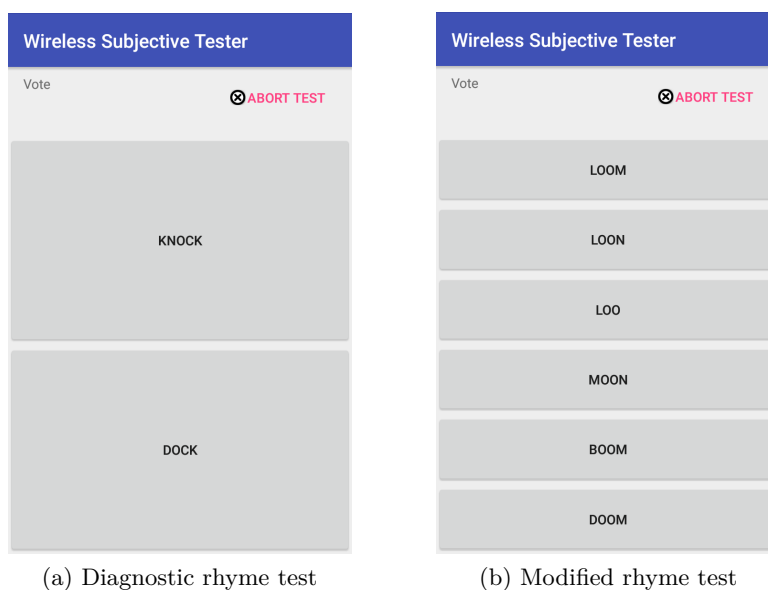 Wireless Subjective Tester
Vote
ABORT TEST
KNOCK
DOCK
(a) Diagnostic rhyme test
Wireless Subjective Tester
Vote
ABORT TEST
LOOM
LOON
LOO
MOON
BOOM
DOOM
(b) Modified rhyme test